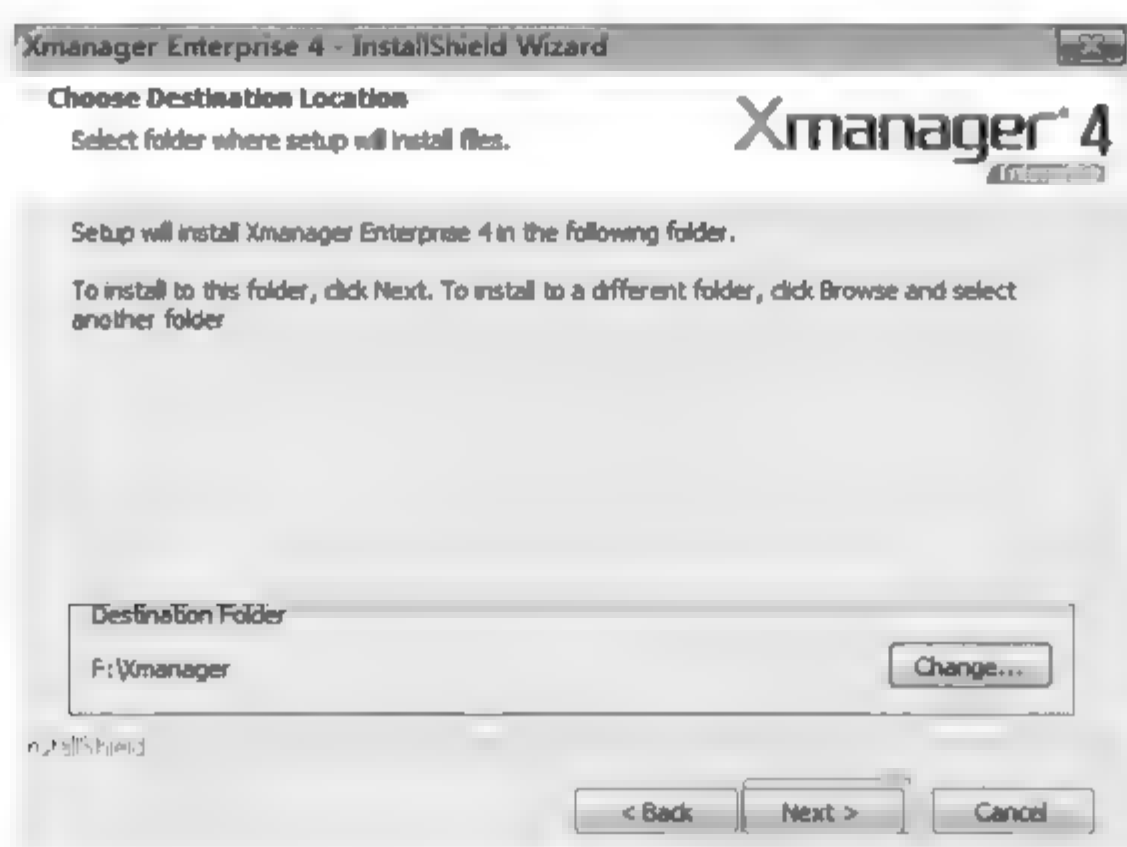 Xmanager Enterprise 4 - InstallShield Wizard
Choose Destination Location
Select folder where setup will install files.
Xmanager 4
Setup will install Xmanager Enterprise 4 in the following folder.
To install to this folder, click Next. To install to a different folder, click Browse and select
another folder
Destination Folder
F:\Xmanager
Change...
InstallShield
< Back
Next >
Cancel